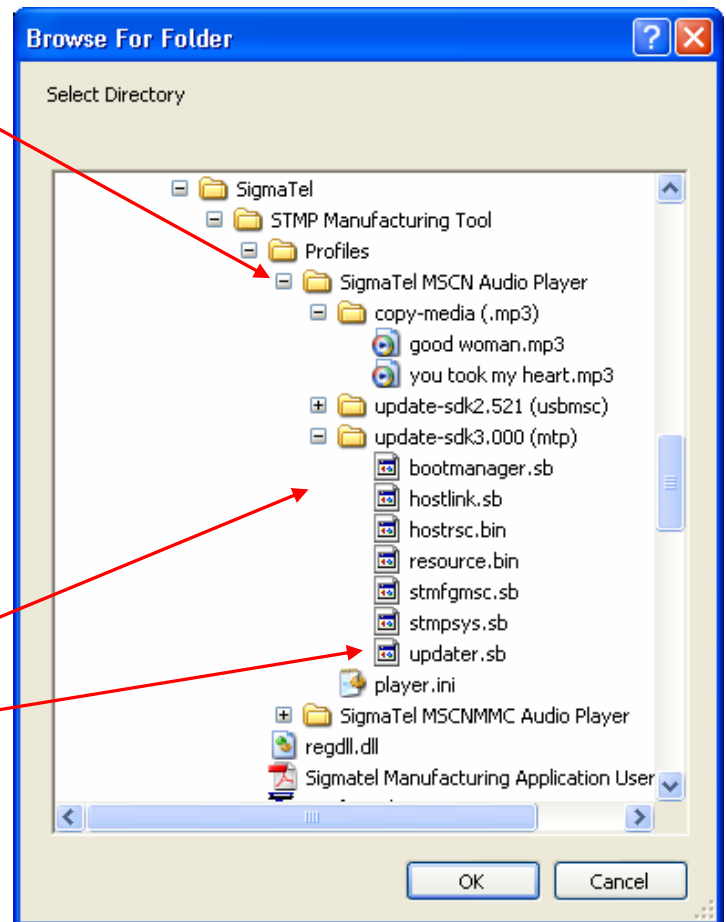 Browse For Folder
Select Directory
SigmaTel
STMP Manufacturing Tool
Profiles
SigmaTel MSCN Audio Player
copy-media (.mp3)
good woman.mp3
you took my heart.mp3
update-sdk2.521 (usbmsc)
update-sdk3.000 (mtp)
bootmanager.sb
hostlink.sb
hostrsc.bin
resource.bin
stmfgmsc.sb
stmpsys.sb
updater.sb
player.ini
SigmaTel MSCNMMC Audio Player
regdll.dll
Sigmatel Manufacturing Application User
OK
Cancel